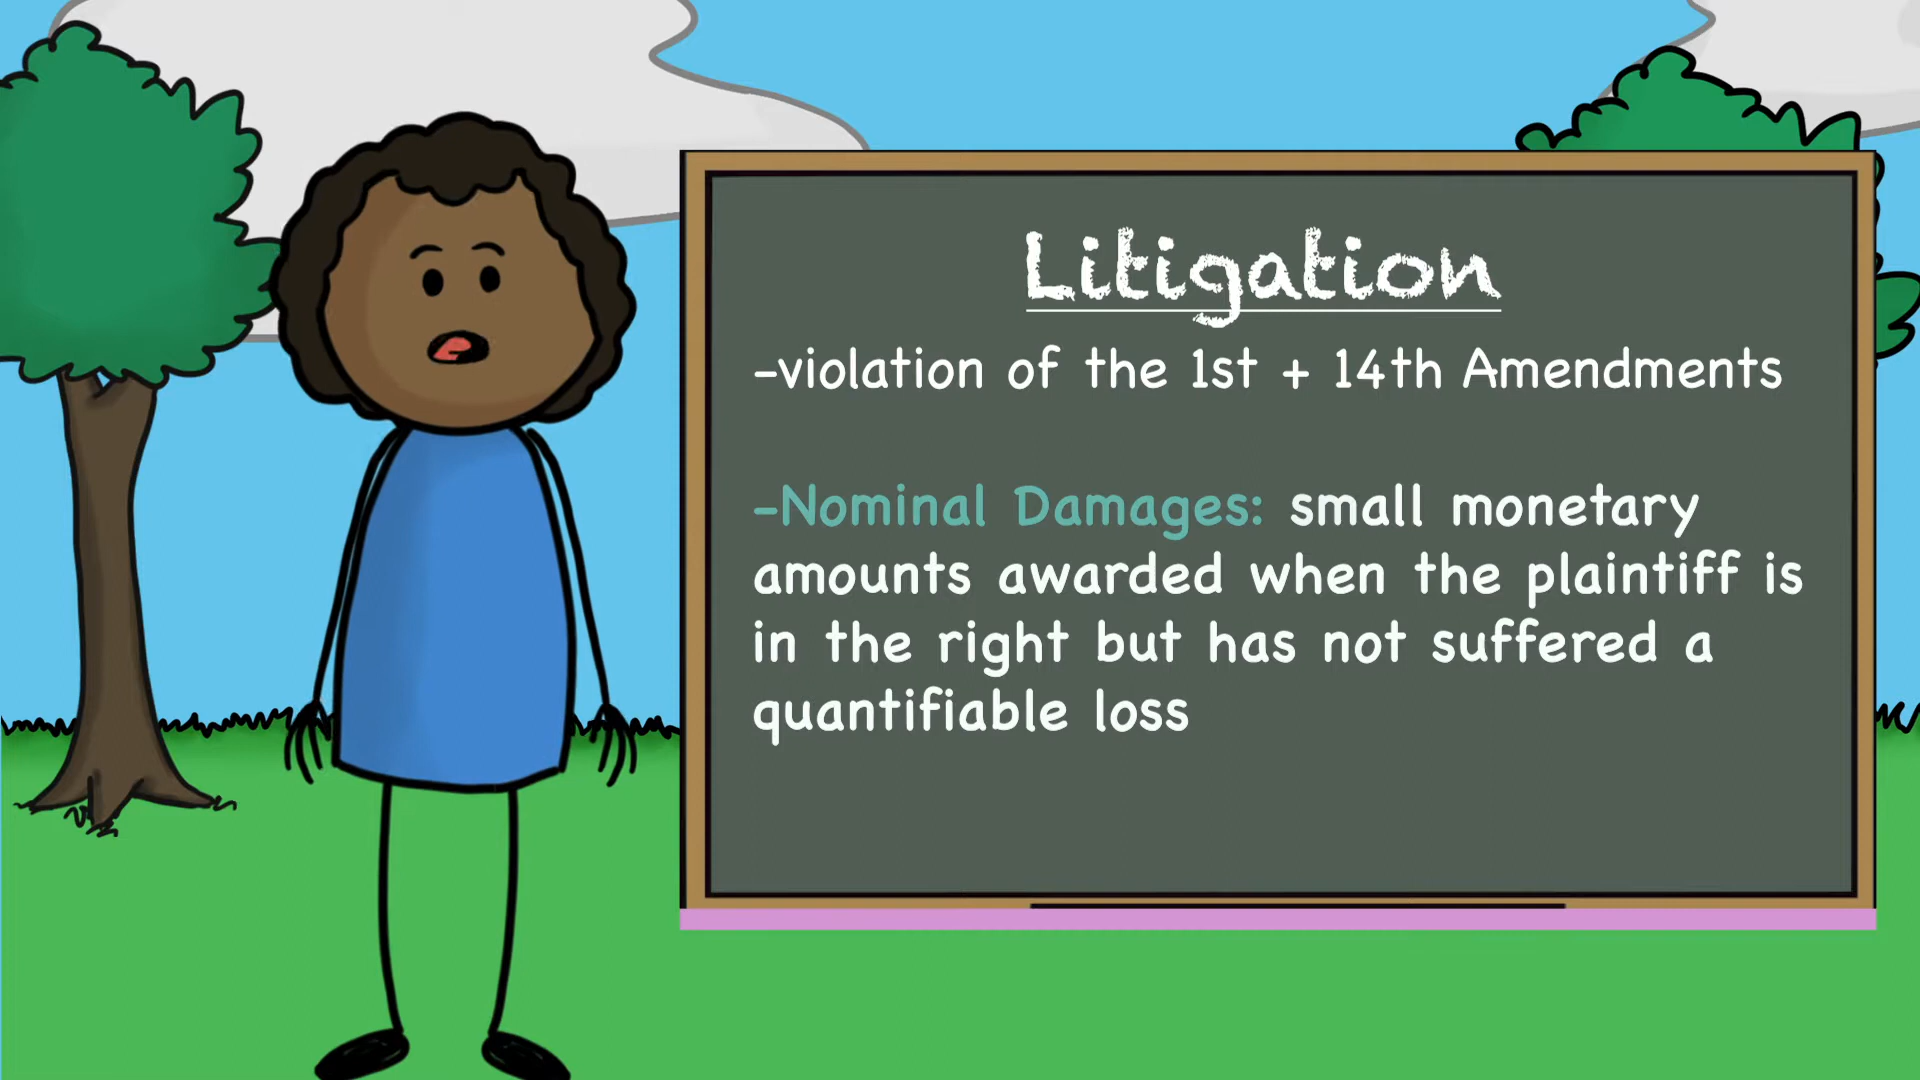 Litigation
-violation of the 1st + 14th Amendments
-Nominal Damages: small monetary
amounts awarded when the plaintiff is
in the right but has not suffered a
quantifiable loss